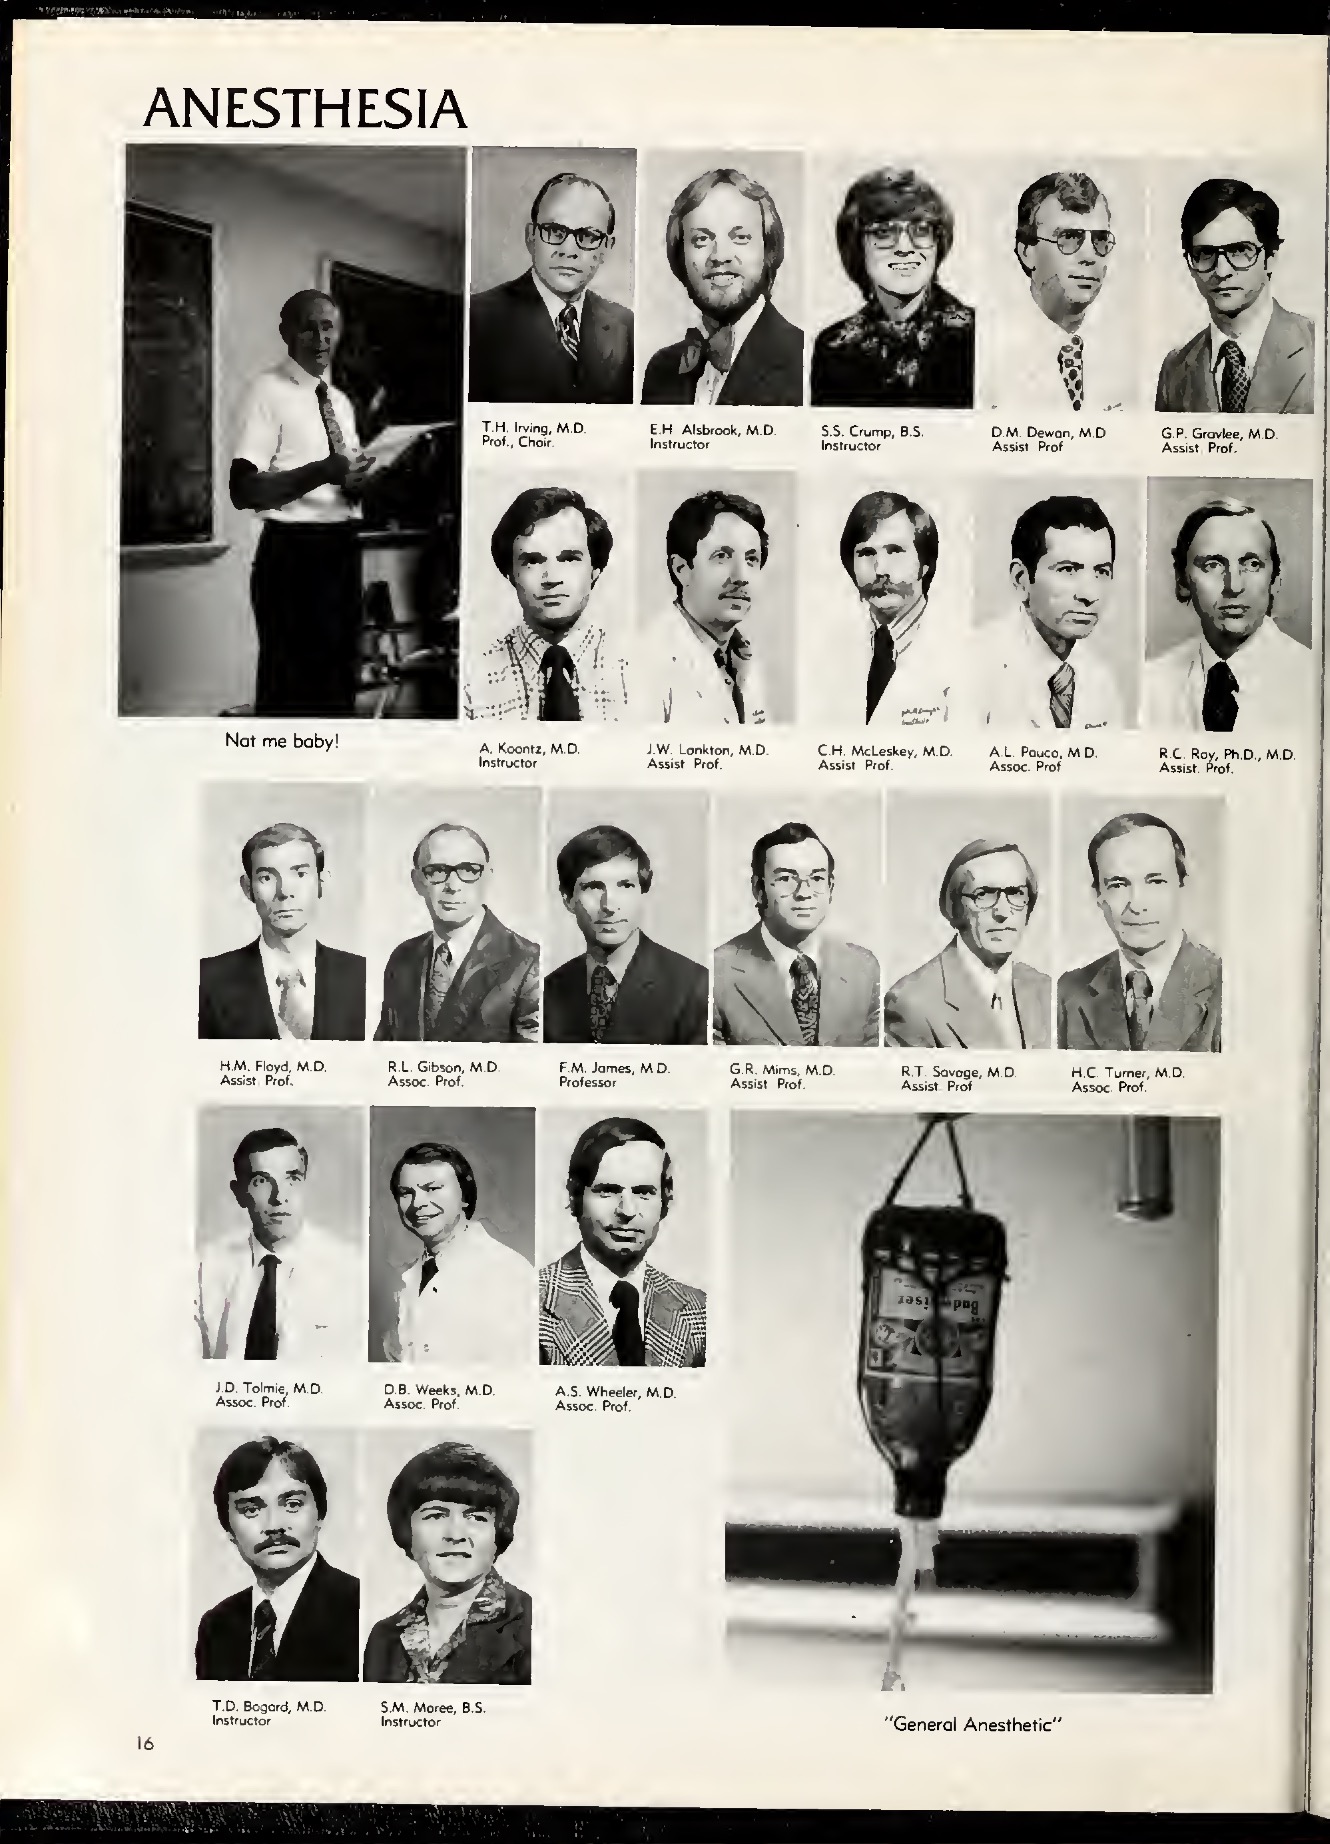 ANESTHESIA
T.H. Irving, M.D.
Prof., Chair.
E.H Alsbrook, M.D.
Instructor
S.S. Crump, B.S.
Instructor
D.M. Dewan, M.D
Assist Prof
G.P. Gravlee, M.D.
Assist. Prof.
Not me baby!
A. Koontz, M.D.
Instructor
J.W. Lankton, M.D.
Assist Prof.
C.H. McLeskey, M.D.
Assist Prof.
A.L. Pauca, M D.
Assoc. Prof
R.C. Ray, Ph.D., M.D.
Assist. Prof.
H.M. Floyd, M.D.
Assist Prof.
R.L. Gibson, M.D.
Assoc. Prof.
F.M. James, M.D.
Professor
G.R. Mims, M.D.
Assist Prof.
R.T. Savage, M.D.
Assist Prof
H.C. Turner, M.D.
Assoc. Prof.
J.D. Tolmie, M.D.
Assoc. Prof.
D.B. Weeks, M.D.
Assoc. Prof.
A.S. Wheeler, M.D.
Assoc. Prof.
Budweiser
T.D. Bogard, M.D.
Instructor
S.M. Moree, B.S.
Instructor
"General Anesthetic"
16